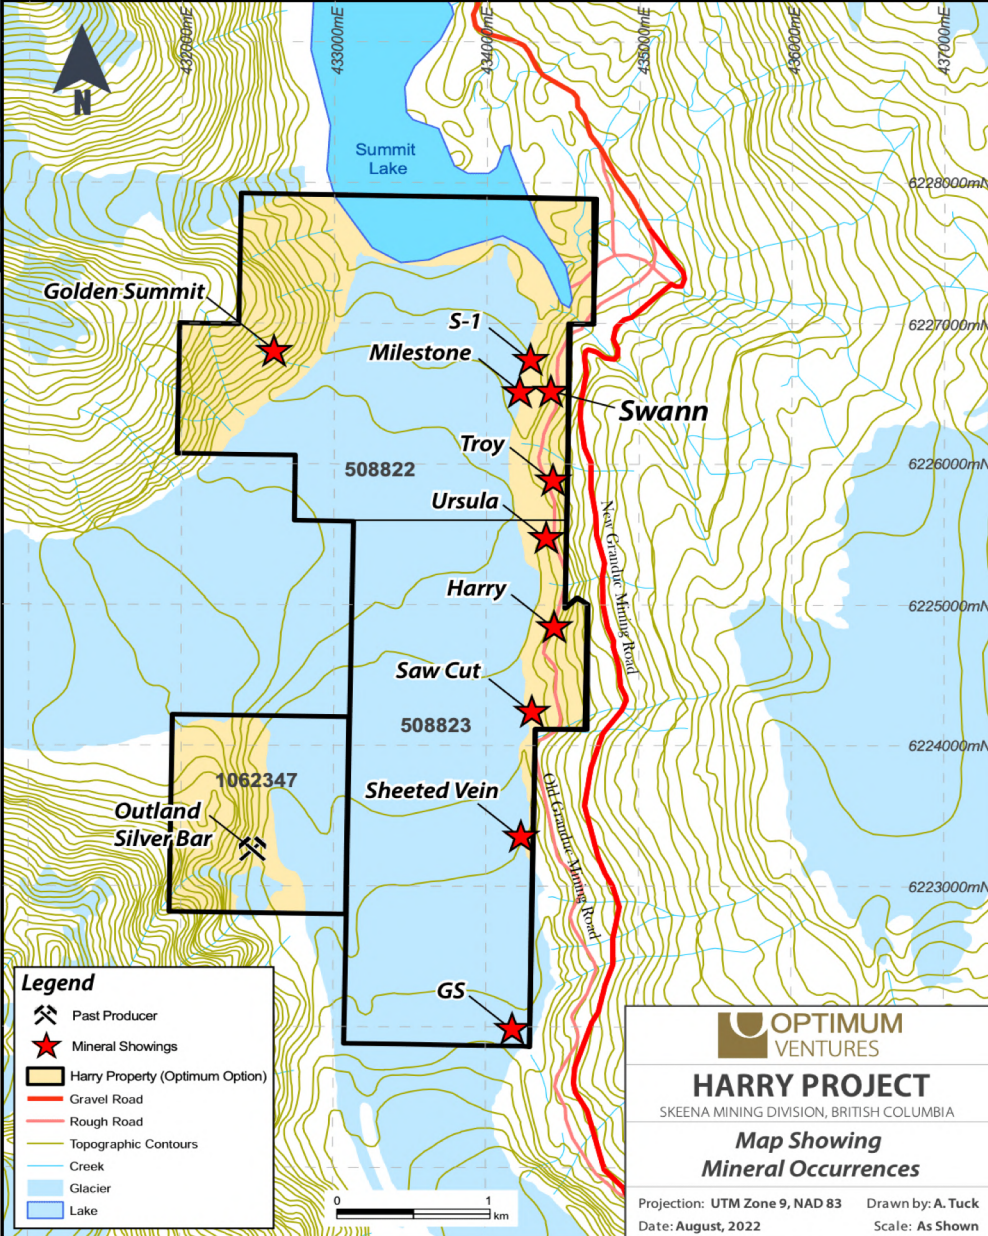 432000mE
433000mE
434000mE
435000mE
436000mE
437000mE
N
Summit
Lake
6228000mN
Golden Summit
S-1
6227000mN
Milestone
Swann
Troy
508822
6226000mN
Ursula
New Granduc Mining Road
Harry
6225000mN
Saw Cut
508823
6224000mN
1062347
Sheeted Vein
Old Granduc Mining Road
Outland
Silver Bar
6223000mN
GS
Legend
Past Producer
Mineral Showings
Harry Property (Optimum Option)
Gravel Road
Rough Road
Topographic Contours
Creek
Glacier
Lake
0 1
km
OPTIMUM
VENTURES
HARRY PROJECT
SKEENA MINING DIVISION, BRITISH COLUMBIA
Map Showing
Mineral Occurrences
Projection: UTM Zone 9, NAD 83 Drawn by: A. Tuck
Date: August, 2022 Scale: As Shown